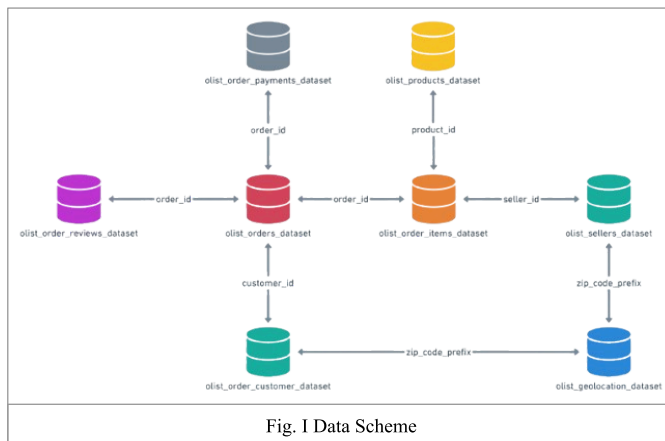 olist_order_payments_dataset
olist_products_dataset
order_id
product_id
order_id
order_id
seller_id
olist_order_reviews_dataset
olist_orders_dataset
olist_order_items_dataset
olist_sellers_dataset
customer_id
zip_code_prefix
zip_code_prefix
olist_order_customer_dataset
olist_geolocation_dataset
Fig. I Data Scheme